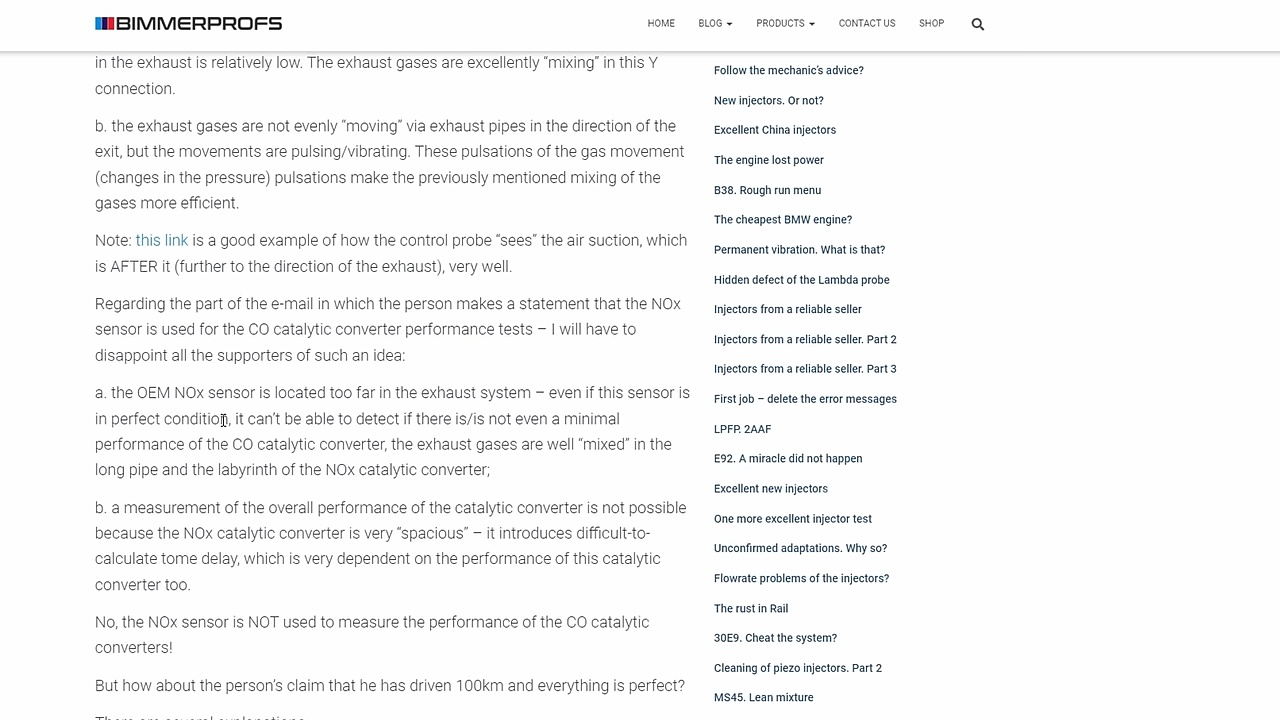 BIMMERPROFS
HOME BLOG PRODUCTS CONTACT US SHOP
in the exhaust is relatively low. The exhaust gases are excellently “mixing” in this Y
connection.
b. the exhaust gases are not evenly “moving” via exhaust pipes in the direction of the
exit, but the movements are pulsing/vibrating. These pulsations of the gas movement
(changes in the pressure) pulsations make the previously mentioned mixing of the
gases more efficient.
Note: this link is a good example of how the control probe “sees” the air suction, which
is AFTER it (further to the direction of the exhaust), very well.
Regarding the part of the e-mail in which the person makes a statement that the NOx
sensor is used for the CO catalytic converter performance tests – I will have to
disappoint all the supporters of such an idea:
a. the OEM NOx sensor is located too far in the exhaust system – even if this sensor is
in perfect condition, it can’t be able to detect if there is/is not even a minimal
performance of the CO catalytic converter, the exhaust gases are well “mixed” in the
long pipe and the labyrinth of the NOx catalytic converter;
b. a measurement of the overall performance of the catalytic converter is not possible
because the NOx catalytic converter is very “spacious” – it introduces difficult-to-
calculate tome delay, which is very dependent on the performance of this catalytic
converter too.
No, the NOx sensor is NOT used to measure the performance of the CO catalytic
converters!
But how about the person’s claim that he has driven 100km and everything is perfect?
There are several explanations
Follow the mechanic’s advice?
New injectors. Or not?
Excellent China injectors
The engine lost power
B38. Rough run menu
The cheapest BMW engine?
Permanent vibration. What is that?
Hidden defect of the Lambda probe
Injectors from a reliable seller
Injectors from a reliable seller. Part 2
Injectors from a reliable seller. Part 3
First job – delete the error messages
LPFP. 2AAF
E92. A miracle did not happen
Excellent new injectors
One more excellent injector test
Unconfirmed adaptations. Why so?
Flowrate problems of the injectors?
The rust in Rail
30E9. Cheat the system?
Cleaning of piezo injectors. Part 2
MS45. Lean mixture